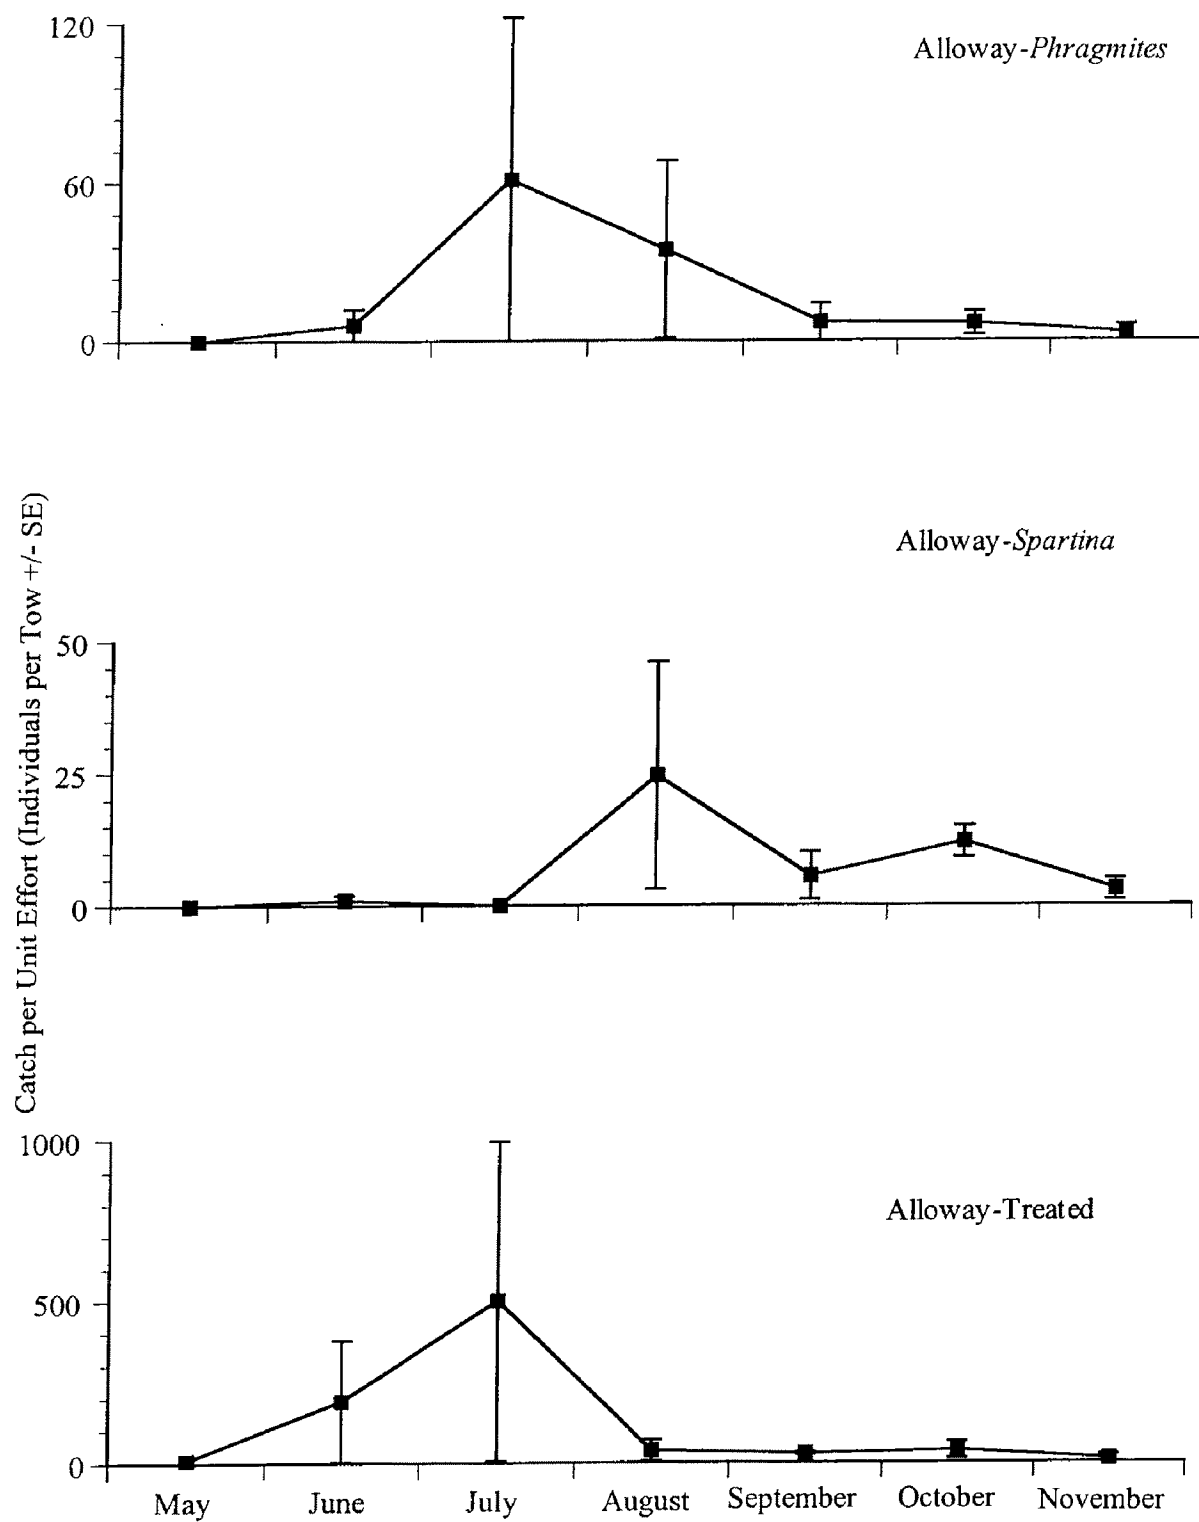 120
Alloway-Phragmites
60
0
Catch per Unit Effort (Individuals per Tow +/- SE)
Alloway-Spartina
50
25
0
1000
Alloway-Treated
500
0
May June July August September October November